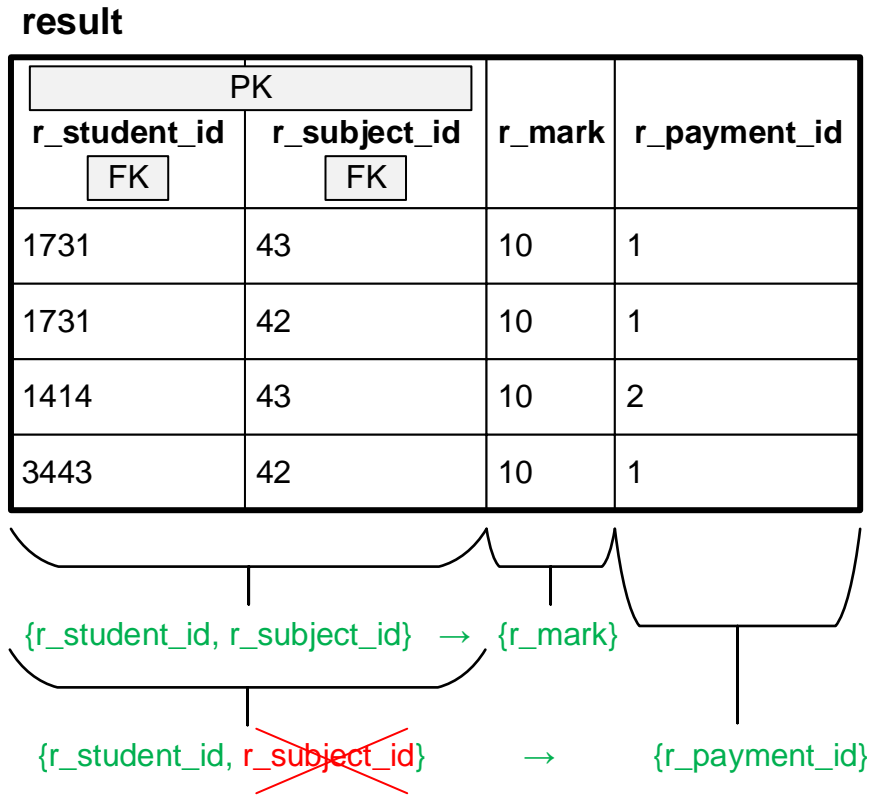 result
PK
r_student_id r_subject_id r_mark r_payment_id
FK FK
1731 43 10 1
1731 42 10 1
1414 43 10 2
3443 42 10 1
{r_student_id, r_subject_id} → {r_mark}
{r_student_id, r_subject_id} → {r_payment_id}